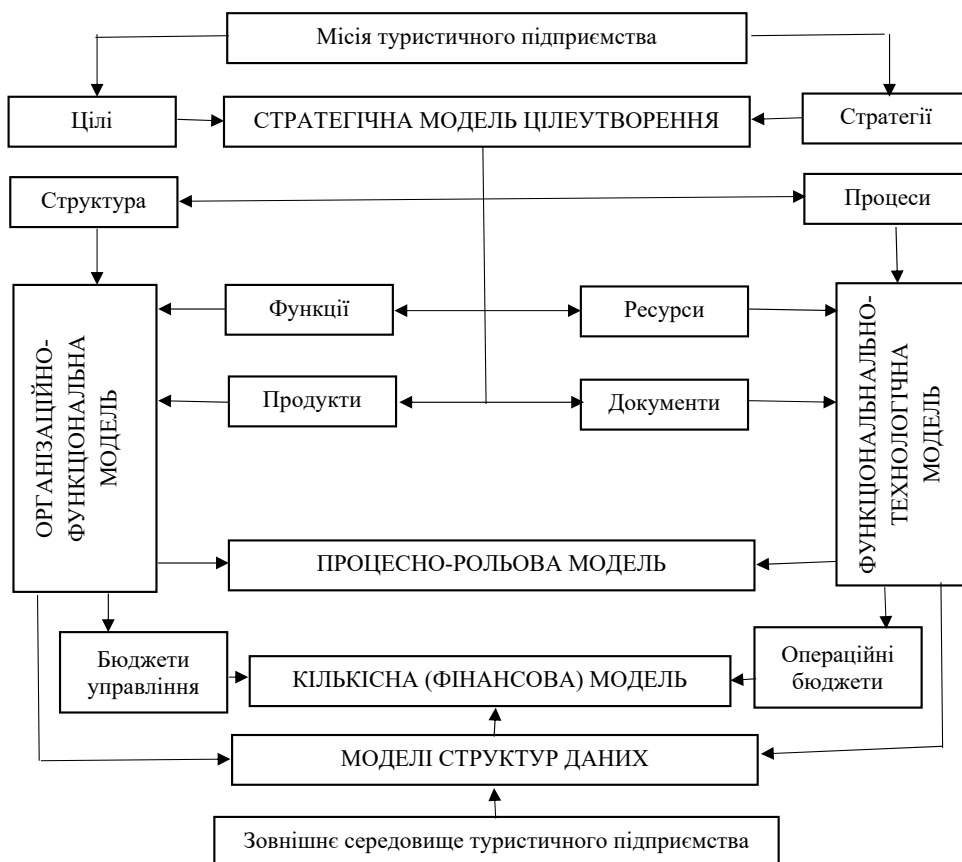 Місія туристичного підприємства
Цілі
СТРАТЕГІЧНА МОДЕЛЬ ЦІЛЕУТВОРЕННЯ
Стратегії
Структура
Процеси
ОРГАНІЗАЦІЙНО-
ФУНКЦІОНАЛЬНА
МОДЕЛЬ
Функції
Ресурси
ФУНКЦІОНАЛЬНАЛЬНО-
ТЕХНОЛОГІЧНА
МОДЕЛЬ
Продукти
Документи
ПРОЦЕСНО-РОЛЬОВА МОДЕЛЬ
Бюджети
управління
КІЛЬКІСНА (ФІНАНСОВА) МОДЕЛЬ
Операційні
бюджети
МОДЕЛІ СТРУКТУР ДАНИХ
Зовнішнє середовище туристичного підприємства